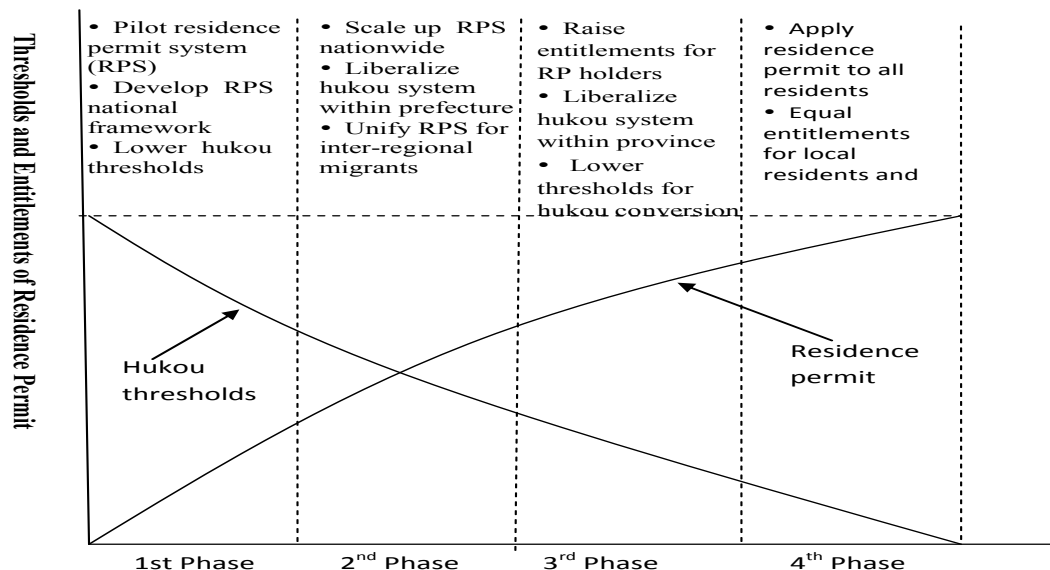 Thresholds and Entitlements of Residence Permit
• Pilot residence
permit system
(RPS)
• Develop RPS
national
framework
• Lower hukou
thresholds
• Scale up RPS
nationwide
• Liberalize
hukou system
within prefecture
• Unify RPS for
inter-regional
migrants
• Raise
entitlements for
RP holders
• Liberalize
hukou system
within province
• Lower
thresholds for
hukou conversion
• Apply
residence
permit to all
residents
• Equal
entitlements
for local
residents and
Hukou
thresholds
Residence
permit
1st Phase
2nd Phase
3rd Phase
4th Phase